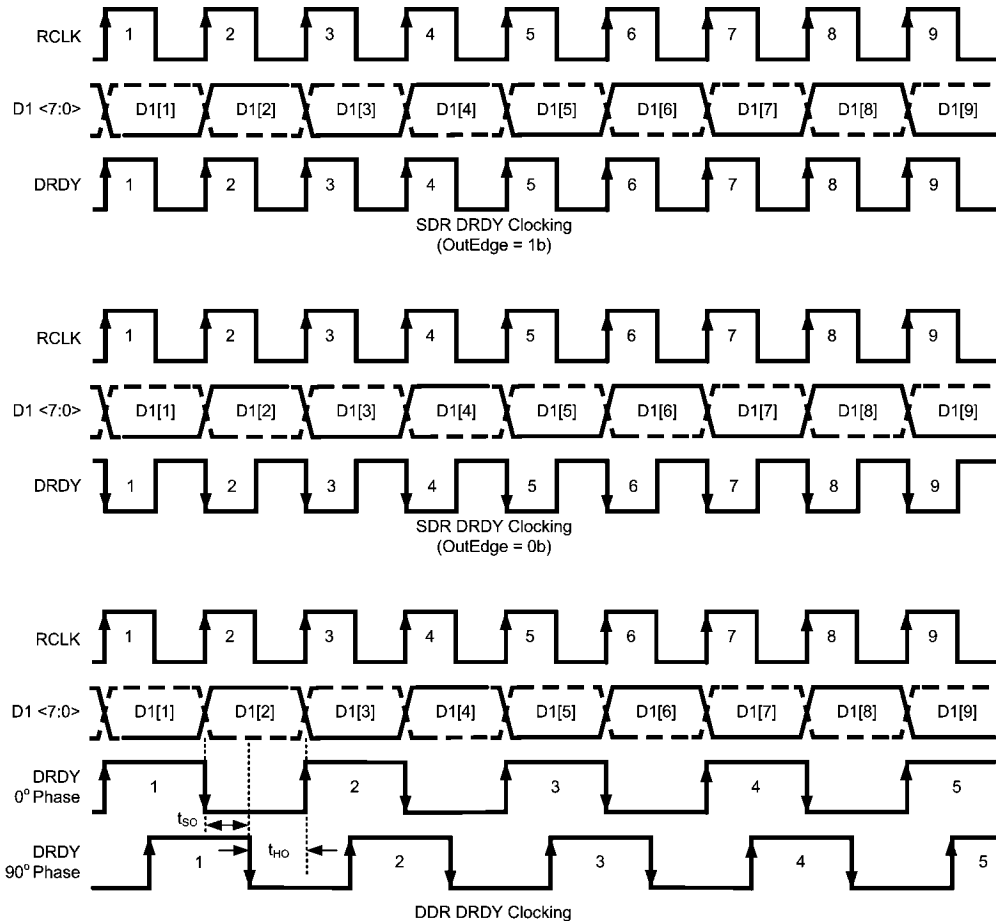 RCLK 1 2 3 4 5 6 7 8 9
D1 <7:0> D1[1] D1[2] D1[3] D1[4] D1[5] D1[6] D1[7] D1[8] D1[9]
DRDY 1 2 3 4 5 6 7 8 9
SDR DRDY Clocking
(OutEdge = 1b)
RCLK 1 2 3 4 5 6 7 8 9
D1 <7:0> D1[1] D1[2] D1[3] D1[4] D1[5] D1[6] D1[7] D1[8] D1[9]
DRDY 1 2 3 4 5 6 7 8 9
SDR DRDY Clocking
(OutEdge = 0b)
RCLK 1 2 3 4 5 6 7 8 9
D1 <7:0> D1[1] D1[2] D1[3] D1[4] D1[5] D1[6] D1[7] D1[8] D1[9]
DRDY
0° Phase 1 2 3 4 5
tSO
tHO
DRDY
90° Phase 1 2 3 4 5
DDR DRDY Clocking